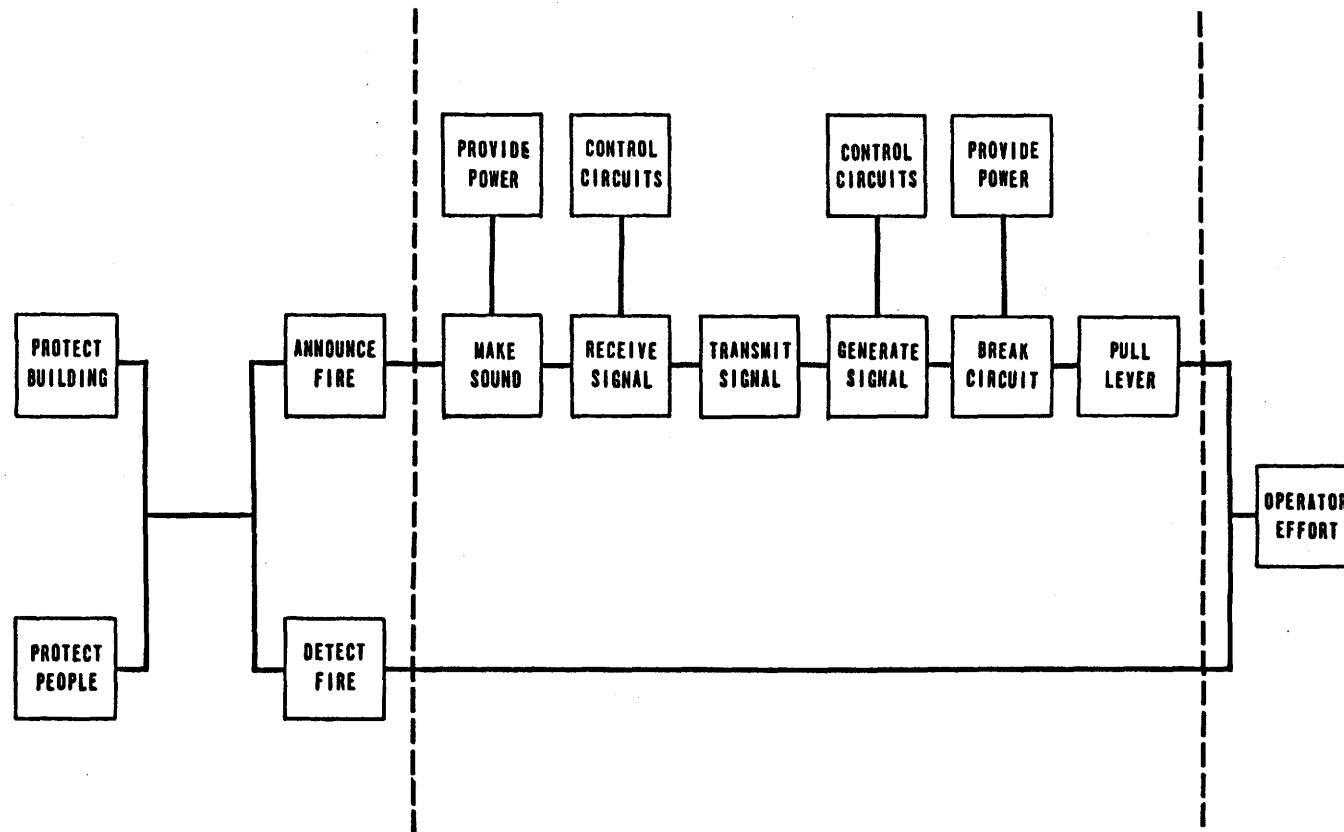 PROVIDE
POWER
CONTROL
CIRCUITS
CONTROL
CIRCUITS
PROVIDE
POWER
PROTECT
BUILDING
ANNOUNCE
FIRE
MAKE
SOUND
RECEIVE
SIGNAL
TRANSMIT
SIGNAL
GENERATE
SIGNAL
BREAK
CIRCUIT
PULL
LEVER
OPERATOR
EFFORT
PROTECT
PEOPLE
DETECT
FIRE